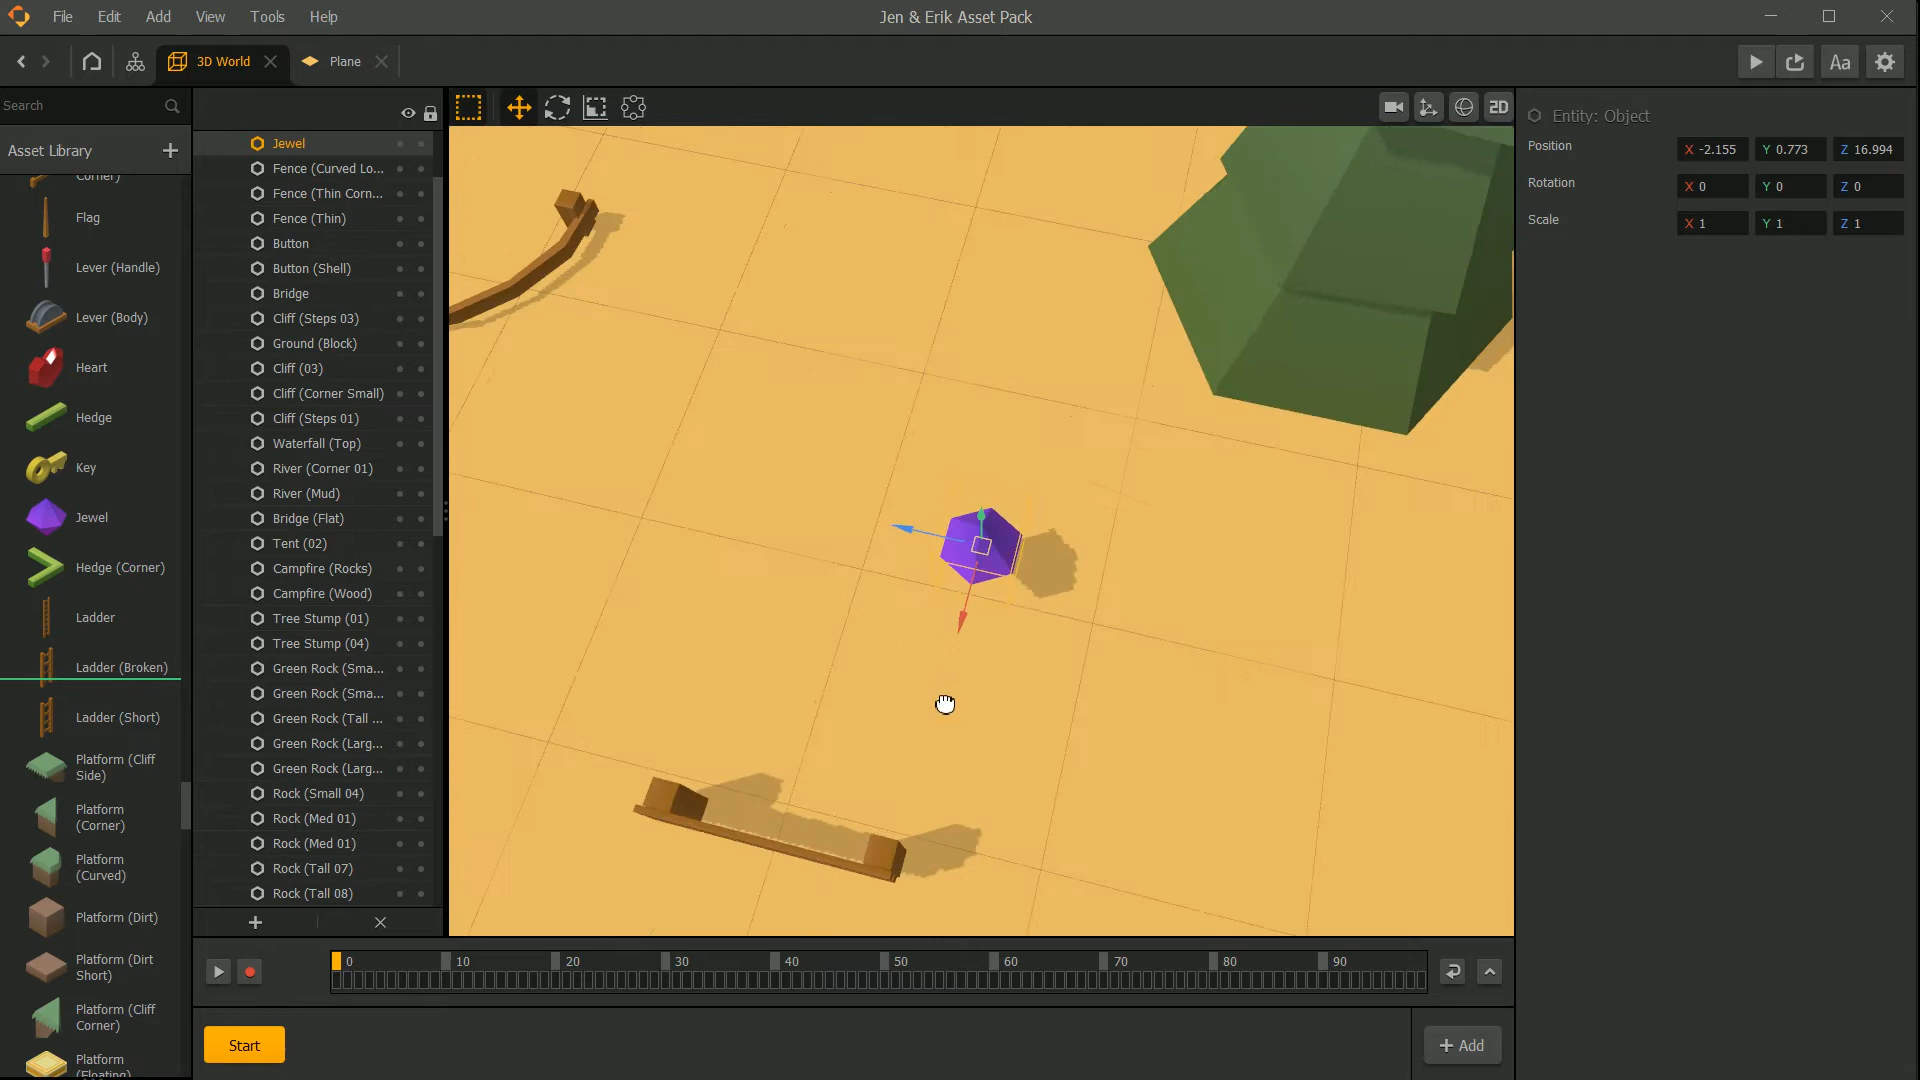 File Edit Add View Tools Help
Jen & Erik Asset Pack
3D World
Plane
Aa
Search
Asset Library
Corner)
Flag
Lever (Handle)
Lever (Body)
Heart
Hedge
Key
Jewel
Hedge (Corner)
Ladder
Ladder (Broken)
Ladder (Short)
Platform (Cliff
Side)
Platform
(Corner)
Platform
(Curved)
Platform (Dirt)
Platform (Dirt
Short)
Platform (Cliff
Corner)
Platform
(Floating)
Jewel
Fence (Curved Lo...
Fence (Thin Corn...
Fence (Thin)
Button
Button (Shell)
Bridge
Cliff (Steps 03)
Ground (Block)
Cliff (03)
Cliff (Corner Small)
Cliff (Steps 01)
Waterfall (Top)
River (Corner 01)
River (Mud)
Bridge (Flat)
Tent (02)
Campfire (Rocks)
Campfire (Wood)
Tree Stump (01)
Tree Stump (04)
Green Rock (Sma...
Green Rock (Sma...
Green Rock (Tall ...
Green Rock (Larg...
Green Rock (Larg...
Rock (Small 04)
Rock (Med 01)
Rock (Med 01)
Rock (Tall 07)
Rock (Tall 08)
2D
Entity: Object
Position X -2.155 Y 0.773 Z 16.994
Rotation X 0 Y 0 Z 0
Scale X 1 Y 1 Z 1
0 10 20 30 40 50 60 70 80 90
Start
+ Add